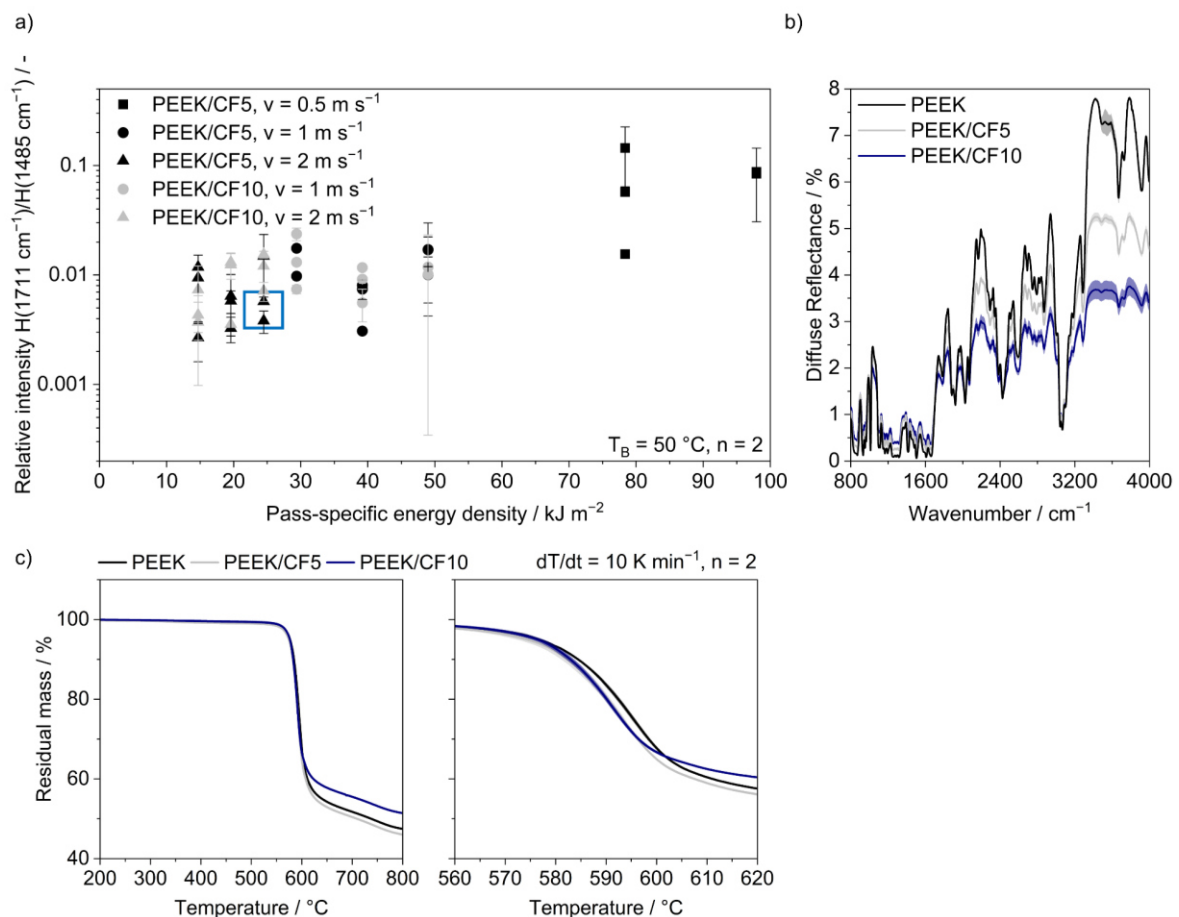 a)
Relative intensity H(1711 cm⁻¹)/H(1485 cm⁻¹) / -
0.1
0.01
0.001
PEEK/CF5, v = 0.5 m s⁻¹
PEEK/CF5, v = 1 m s⁻¹
PEEK/CF5, v = 2 m s⁻¹
PEEK/CF10, v = 1 m s⁻¹
PEEK/CF10, v = 2 m s⁻¹
T_B = 50 °C, n = 2
0 10 20 30 40 50 60 70 80 90 100
Pass-specific energy density / kJ m⁻²
b)
Diffuse Reflectance / %
8
7
6
5
4
3
2
1
0
PEEK
PEEK/CF5
PEEK/CF10
800 1600 2400 3200 4000
Wavenumber / cm⁻¹
c)
PEEK PEEK/CF5 PEEK/CF10 dT/dt = 10 K min⁻¹, n = 2
Residual mass / %
100
80
60
40
200 300 400 500 600 700 800
Temperature / °C
560 570 580 590 600 610 620
Temperature / °C